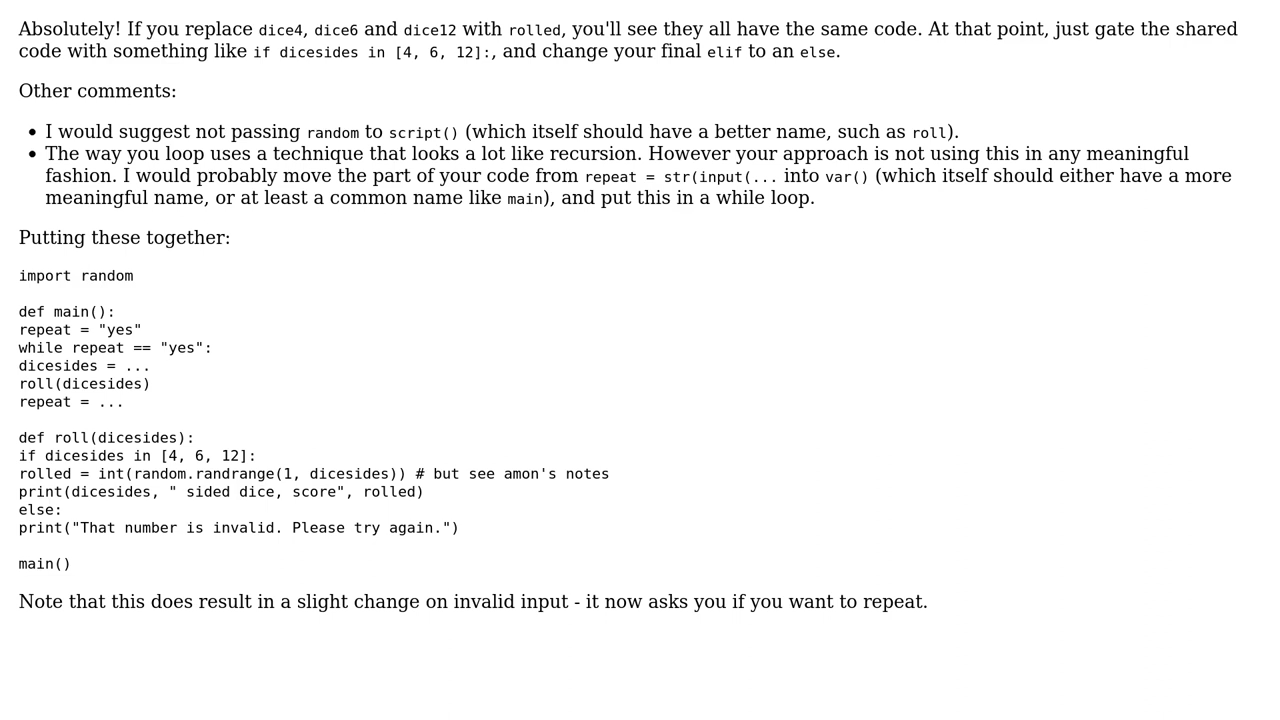 Absolutely! If you replace dice4, dice6 and dice12 with rolled, you'll see they all have the same code. At that point, just gate the shared
code with something like if dicesides in [4, 6, 12]:, and change your final elif to an else.
Other comments:
• I would suggest not passing random to script() (which itself should have a better name, such as roll).
• The way you loop uses a technique that looks a lot like recursion. However your approach is not using this in any meaningful
fashion. I would probably move the part of your code from repeat = str(input(... into var() (which itself should either have a more
meaningful name, or at least a common name like main), and put this in a while loop.
Putting these together:
import random
def main():
repeat = "yes"
while repeat == "yes":
dicesides = ...
roll(dicesides)
repeat = ...
def roll(dicesides):
if dicesides in [4, 6, 12]:
rolled = int(random.randrange(1, dicesides)) # but see amon's notes
print(dicesides, " sided dice, score", rolled)
else:
print("That number is invalid. Please try again.")
main()
Note that this does result in a slight change on invalid input - it now asks you if you want to repeat.